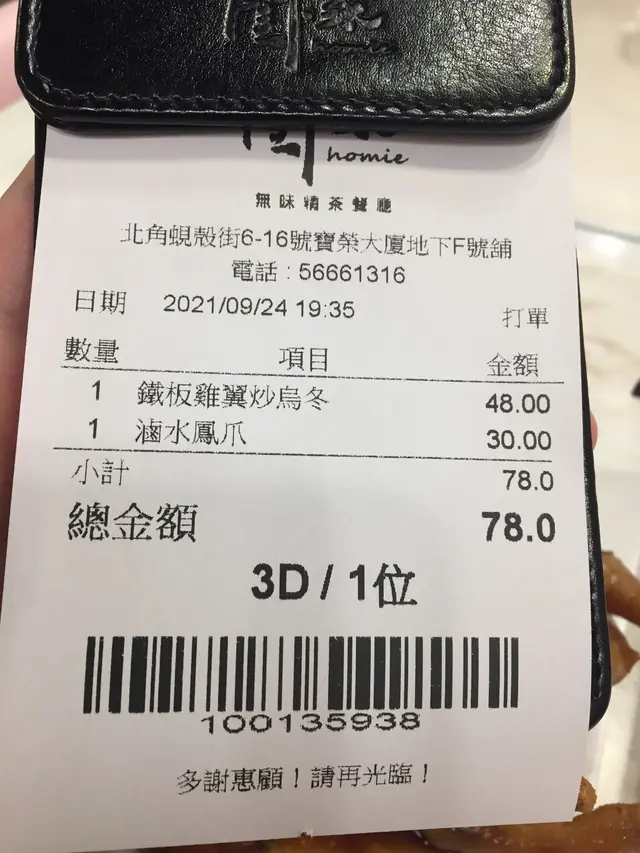 homie
homie
無味精茶餐廳
北角蜆殼街6-16號寶榮大廈地下F號舖
電話：56661316
日期 2021/09/24 19:35 打單
數量 項目 金額
1 鐵板雞翼炒烏冬 48.00
1 滷水鳳爪 30.00
小計 78.0
總金額 78.0
3D / 1位
100135938
多謝惠顧！請再光臨！